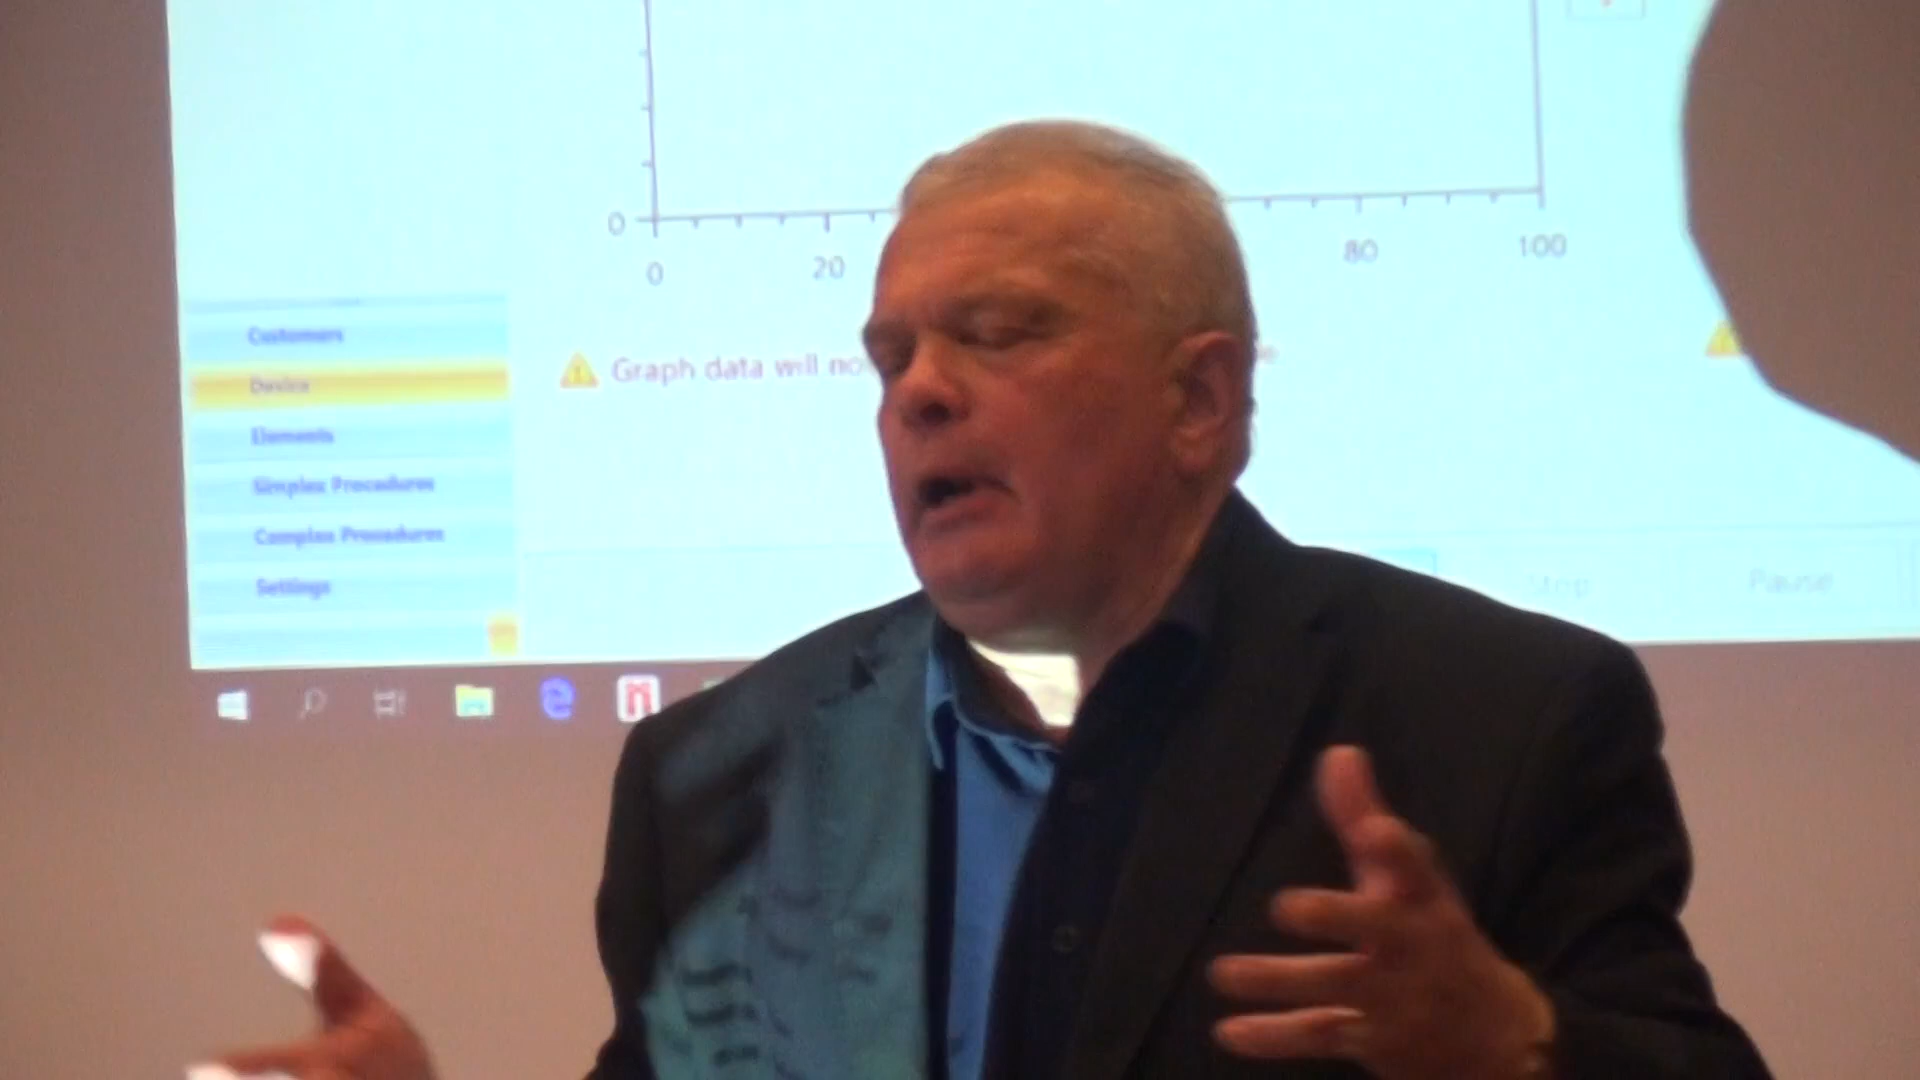 0
0 20 80 100
Customers
Graph data will no
Device
Elements
Simplex Procedures
Complex Procedures
Stop Pause
Settings